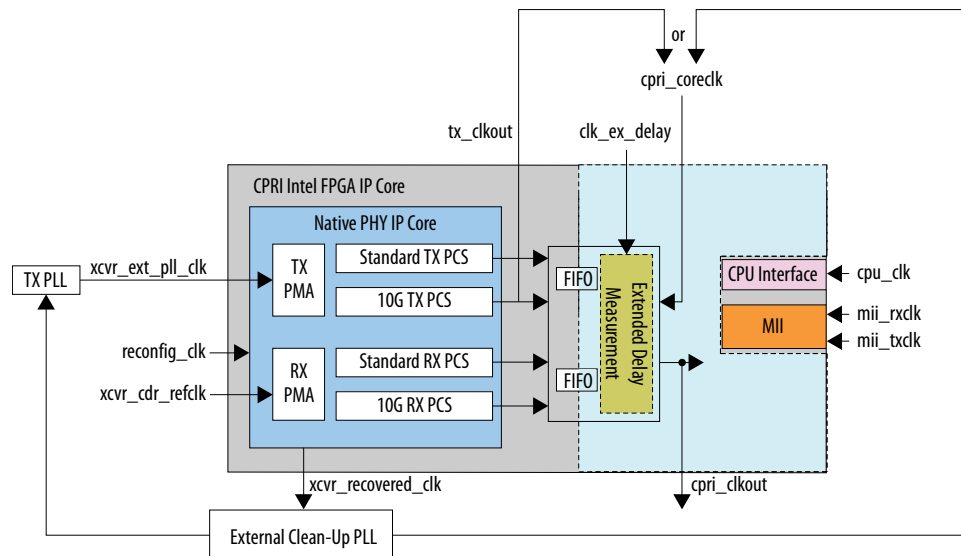 or
cpri_coreclk
tx_clkout
clk_ex_delay
CPRI Intel FPGA IP Core
Native PHY IP Core
TX PLL
xcvr_ext_pll_clk
TX
PMA
Standard TX PCS
10G TX PCS
FIFO
Extended Delay
Measurement
CPU Interface
cpu_clk
MII
mii_rxclk
mii_txclk
reconfig_clk
xcvr_cdr_refclk
RX
PMA
Standard RX PCS
10G RX PCS
FIFO
xcvr_recovered_clk
cpri_clkout
External Clean-Up PLL